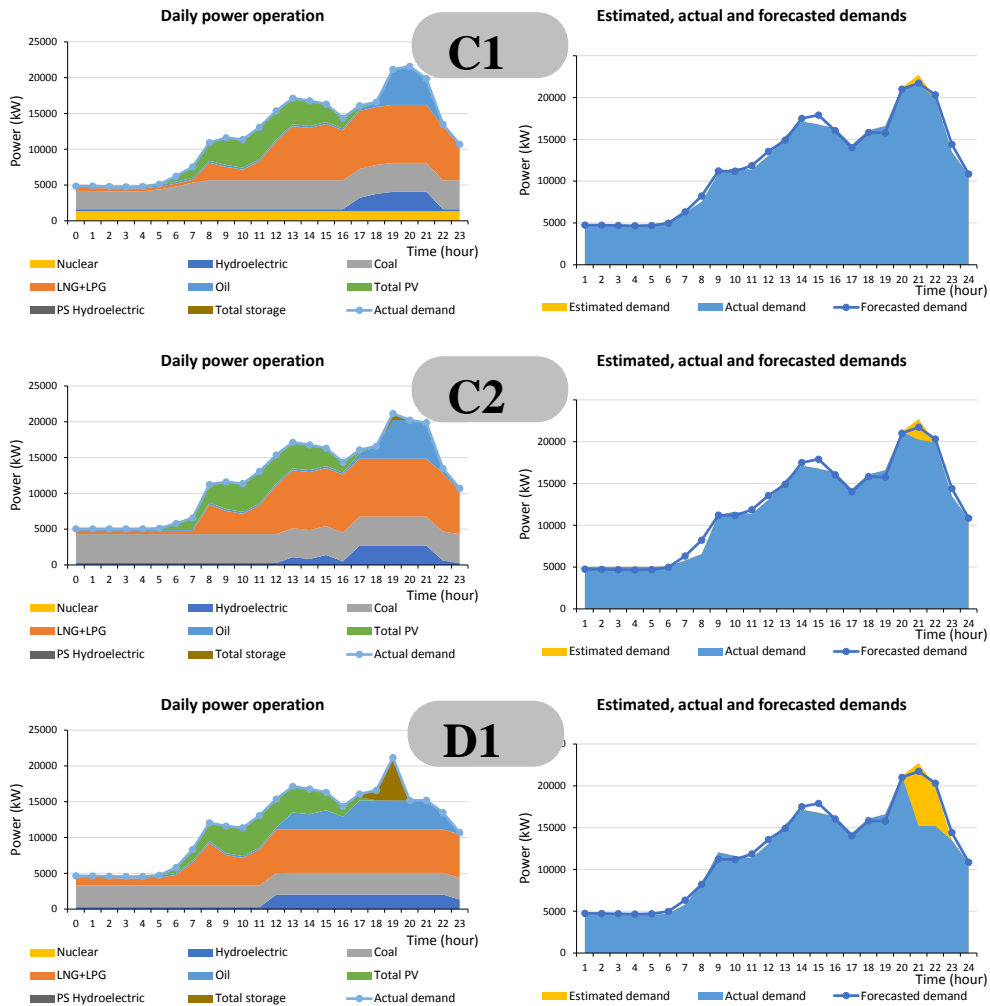 Daily power operation
C1
Estimated, actual and forecasted demands
Power (kW)
25000
20000
15000
10000
5000
0
0 1 2 3 4 5 6 7 8 9 10 11 12 13 14 15 16 17 18 19 20 21 22 23
Time (hour)
Nuclear Hydroelectric Coal
LNG+LPG Oil Total PV
PS Hydroelectric Total storage Actual demand
Power (kW)
20000
15000
10000
5000
0
1 2 3 4 5 6 7 8 9 10 11 12 13 14 15 16 17 18 19 20 21 22 23 24
Time (hour)
Estimated demand Actual demand Forecasted demand
Daily power operation
C2
Estimated, actual and forecasted demands
Power (kW)
25000
20000
15000
10000
5000
0
0 1 2 3 4 5 6 7 8 9 10 11 12 13 14 15 16 17 18 19 20 21 22 23
Time (hour)
Nuclear Hydroelectric Coal
LNG+LPG Oil Total PV
PS Hydroelectric Total storage Actual demand
Power (kW)
20000
15000
10000
5000
0
1 2 3 4 5 6 7 8 9 10 11 12 13 14 15 16 17 18 19 20 21 22 23 24
Time (hour)
Estimated demand Actual demand Forecasted demand
Daily power operation
D1
Estimated, actual and forecasted demands
Power (kW)
25000
20000
15000
10000
5000
0
0 1 2 3 4 5 6 7 8 9 10 11 12 13 14 15 16 17 18 19 20 21 22 23
Time (hour)
Nuclear Hydroelectric Coal
LNG+LPG Oil Total PV
PS Hydroelectric Total storage Actual demand
Power (kW)
20000
15000
10000
5000
0
1 2 3 4 5 6 7 8 9 10 11 12 13 14 15 16 17 18 19 20 21 22 23 24
Time (hour)
Estimated demand Actual demand Forecasted demand